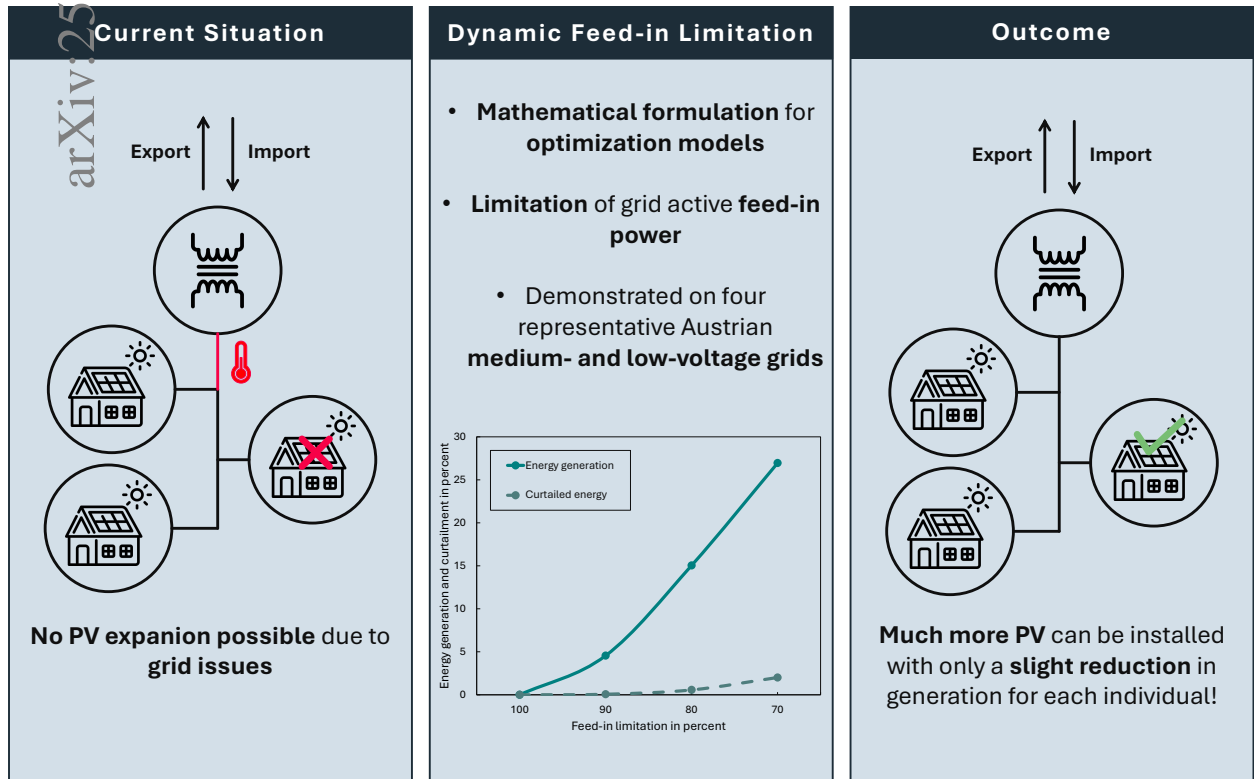 arXiv:25
Current Situation
Export
Import
No PV expanion possible due to
grid issues
Dynamic Feed-in Limitation
• Mathematical formulation for
optimization models
• Limitation of grid active feed-in
power
• Demonstrated on four
representative Austrian
medium- and low-voltage grids
Energy generation and curtailment in percent
30
25
20
15
10
5
0
Energy generation
Curtailed energy
100
90
80
70
Feed-in limitation in percent
Outcome
Export
Import
Much more PV can be installed
with only a slight reduction in
generation for each individual!